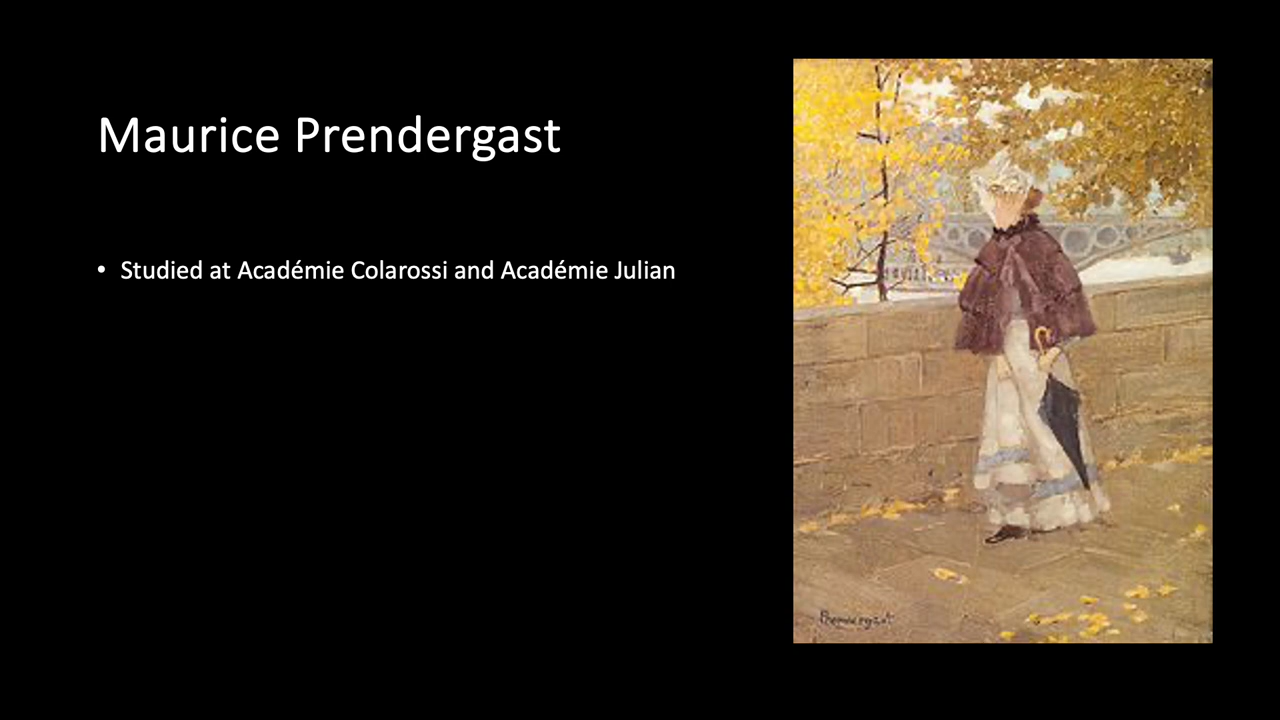 Maurice Prendergast
• Studied at Académie Colarossi and Académie Julian
Prendergast